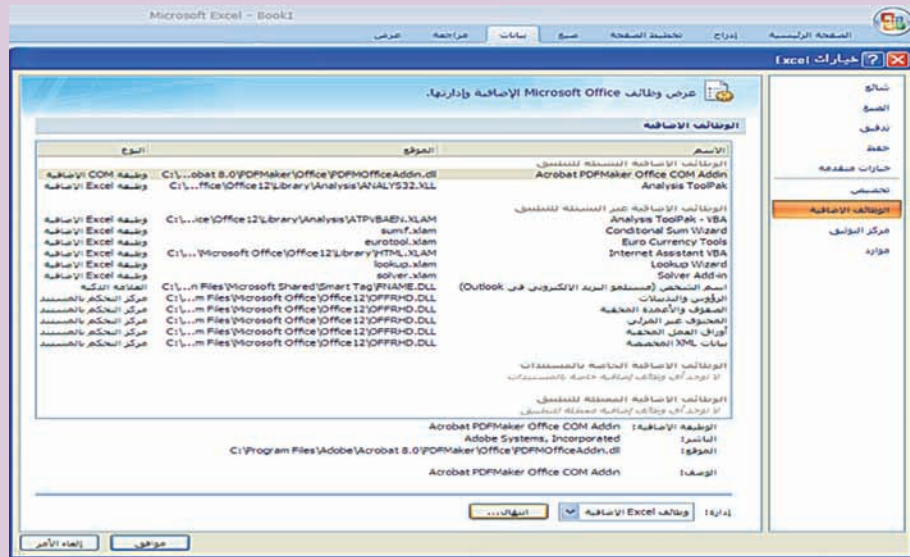 Microsoft Excel - Book1
الصفحة الرئيسية إدراج تخطيط الصفحة صيغ بيانات مراجعة عرض
خيارات Excel
شائع
الصيغ
تدقيق
حفظ
خيارات متقدمة
تخصيص
الوظائف الإضافية
مركز التوثيق
موارد
عرض وظائف Microsoft Office الإضافية وإدارتها.
الوظائف الإضافية
الاسم الموقع النوع
الوظائف الإضافية النشطة للتطبيق
Acrobat PDFMaker Office COM Addin C:\...obat 8.0\PDFMaker\Office\PDFMOfficeAddin.dll وظيفة COM الإضافية
Analysis ToolPak C:\...ffice\Office12\Library\Analysis\ANALYS32.XLL وظيفة Excel الإضافية
الوظائف الإضافية غير النشطة للتطبيق
Analysis ToolPak - VBA C:\...ice\Office12\Library\Analysis\ATPVBAEN.XLAM وظيفة Excel الإضافية
Conditional Sum Wizard sumif.xlam وظيفة Excel الإضافية
Euro Currency Tools eurotool.xlam وظيفة Excel الإضافية
Internet Assistant VBA C:\...\Microsoft Office\Office12\Library\HTML.XLAM وظيفة Excel الإضافية
Lookup Wizard lookup.xlam وظيفة Excel الإضافية
Solver Add-in solver.xlam وظيفة Excel الإضافية
اسم الشخص (مستلمو البريد الإلكتروني في Outlook) C:\...n Files\Microsoft Shared\Smart Tag\FNAME.DLL العلامة الذكية
الرؤوس والتذييلات C:\...m Files\Microsoft Office\Office12\OFFRHD.DLL مركز التحكم بالمستند
الصفوف والأعمدة المخفية C:\...m Files\Microsoft Office\Office12\OFFRHD.DLL مركز التحكم بالمستند
المحتوى غير المرئي C:\...m Files\Microsoft Office\Office12\OFFRHD.DLL مركز التحكم بالمستند
أوراق العمل المخفية C:\...m Files\Microsoft Office\Office12\OFFRHD.DLL مركز التحكم بالمستند
بيانات XML المخصصة C:\...m Files\Microsoft Office\Office12\OFFRHD.DLL مركز التحكم بالمستند
الوظائف الإضافية الخاصة بالمستندات
لا توجد أي وظائف إضافية خاصة بالمستندات
الوظائف الإضافية المعطلة للتطبيق
لا توجد أي وظائف إضافية معطلة للتطبيق
الوظيفة الإضافية: Acrobat PDFMaker Office COM Addin
الناشر: Adobe Systems, Incorporated
الموقع: C:\Program Files\Adobe\Acrobat 8.0\PDFMaker\Office\PDFMOfficeAddin.dll
الوصف: Acrobat PDFMaker Office COM Addin
إدارة: وظائف Excel الإضافية انتقال...
موافق إلغاء الأمر